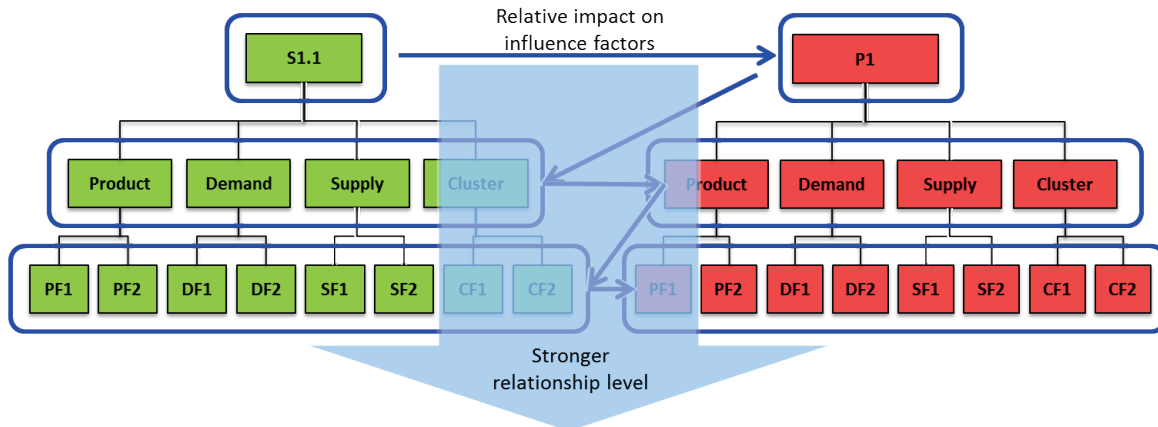 Relative impact on
influence factors
S1.1
P1
Product Demand Supply Cluster
Product Demand Supply Cluster
PF1 PF2 DF1 DF2 SF1 SF2 CF1 CF2
PF1 PF2 DF1 DF2 SF1 SF2 CF1 CF2
Stronger
relationship level